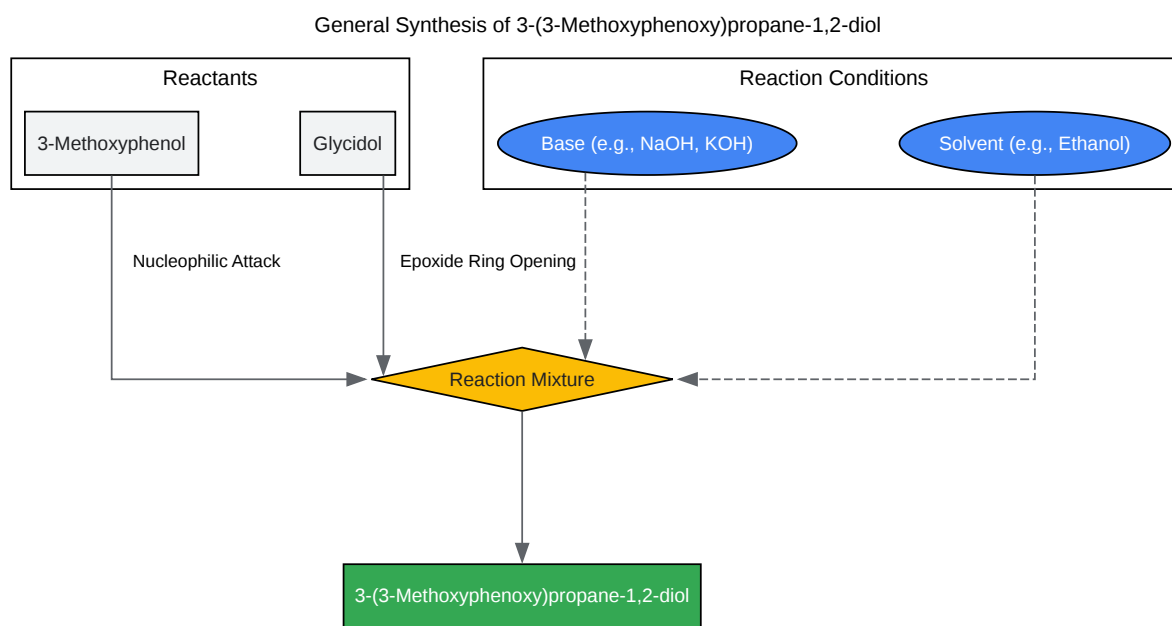 General Synthesis of 3-(3-Methoxyphenoxy)propane-1,2-diol
Reactants
Reaction Conditions
3-Methoxyphenol
Glycidol
Base (e.g., NaOH, KOH)
Solvent (e.g., Ethanol)
Nucleophilic Attack
Epoxide Ring Opening
Reaction Mixture
3-(3-Methoxyphenoxy)propane-1,2-diol